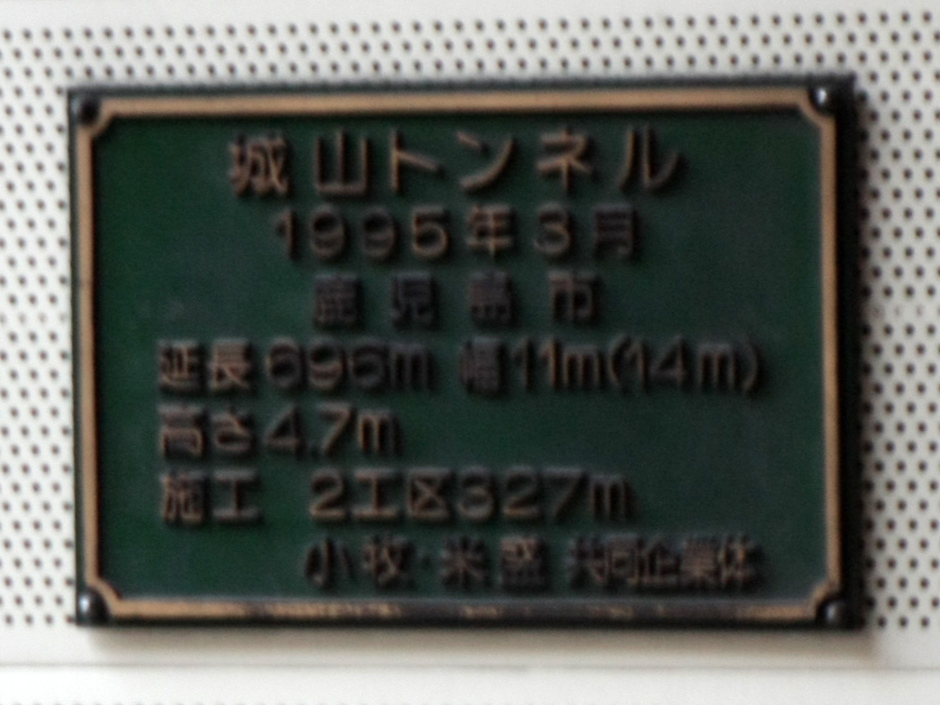 城山トンネル
1995年3月
鹿児島市
延長696m 幅11m(14m)
高さ4.7m
施工 2工区327m
小牧・米盛 共同企業体